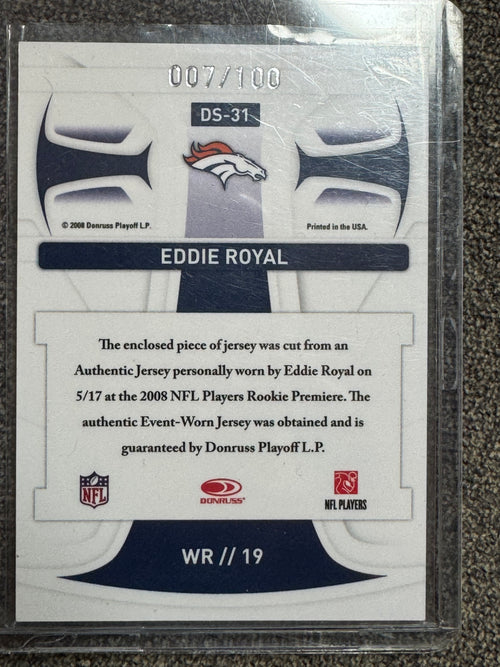 007/100
DS-31
© 2008 Donruss Playoff L.P.
Printed in the USA.
EDDIE ROYAL
The enclosed piece of jersey was cut from an
Authentic Jersey personally worn by Eddie Royal on
5/17 at the 2008 NFL Players Rookie Premiere. The
authentic Event-Worn Jersey was obtained and is
guaranteed by Donruss Playoff L.P.
NFL
DONRUSS
NFL PLAYERS
WR // 19